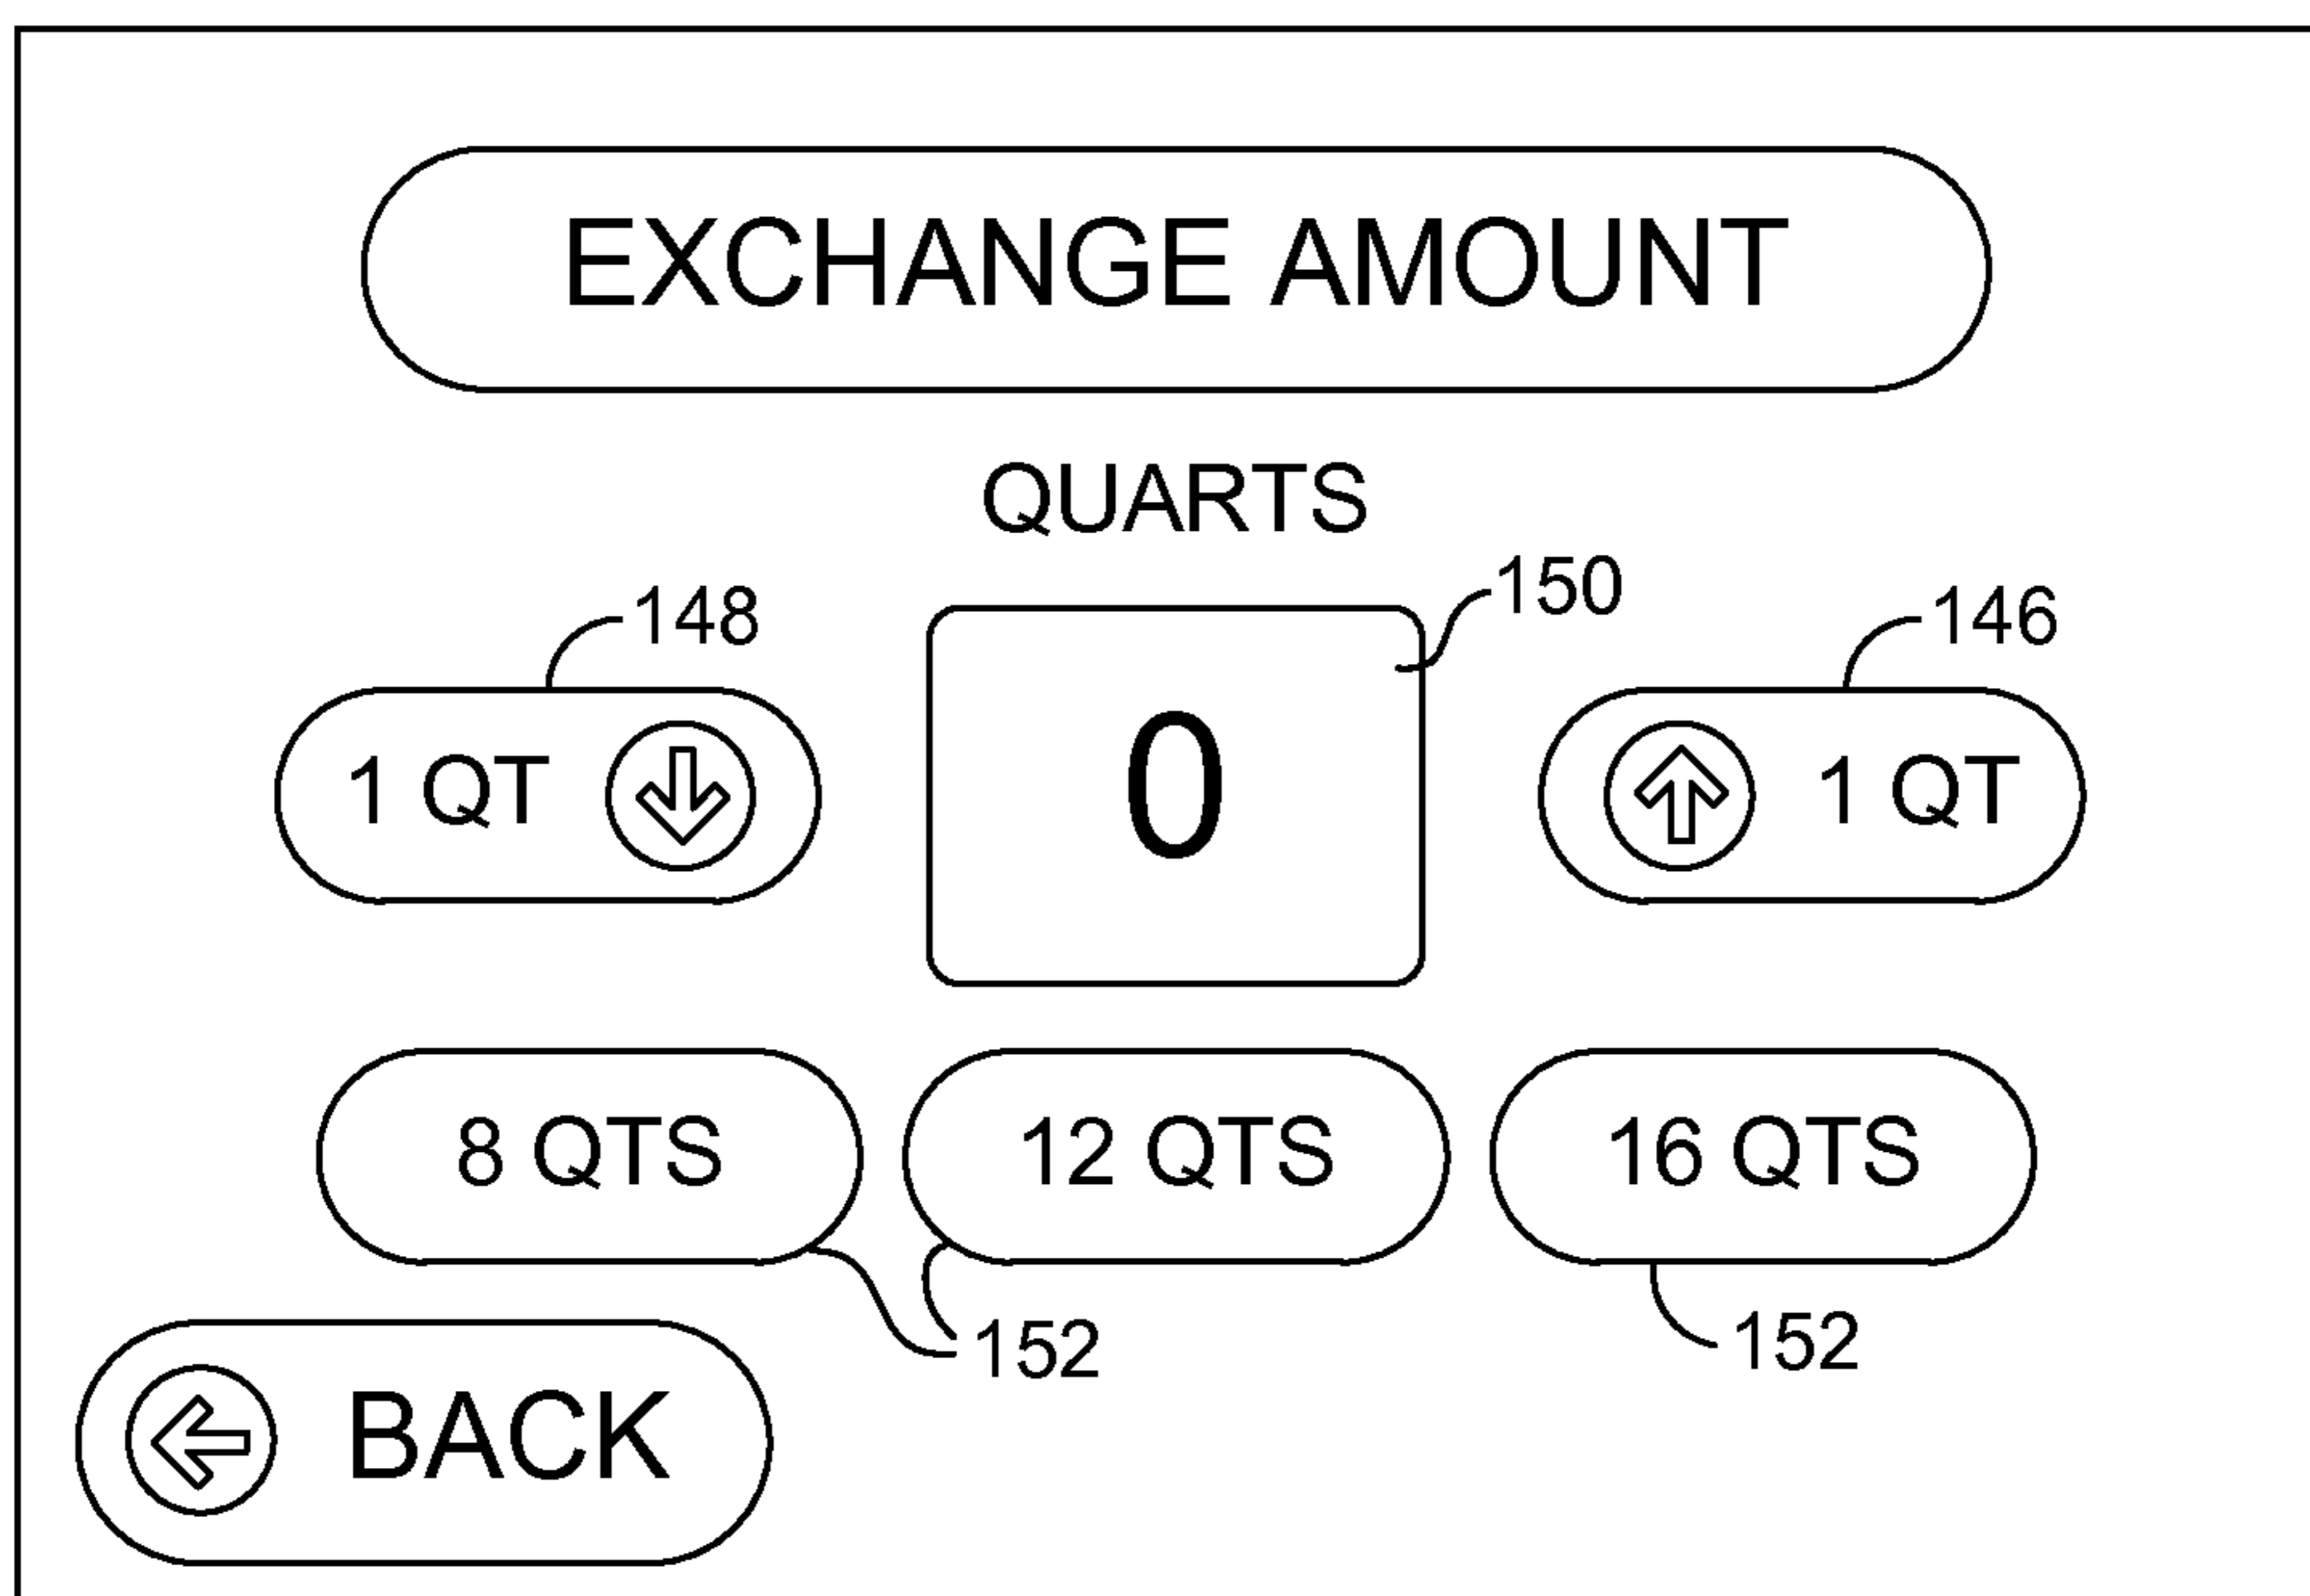 EXCHANGE AMOUNT
QUARTS
148
150
146
1 QT
0
1 QT
8 QTS
12 QTS
16 QTS
152
152
BACK